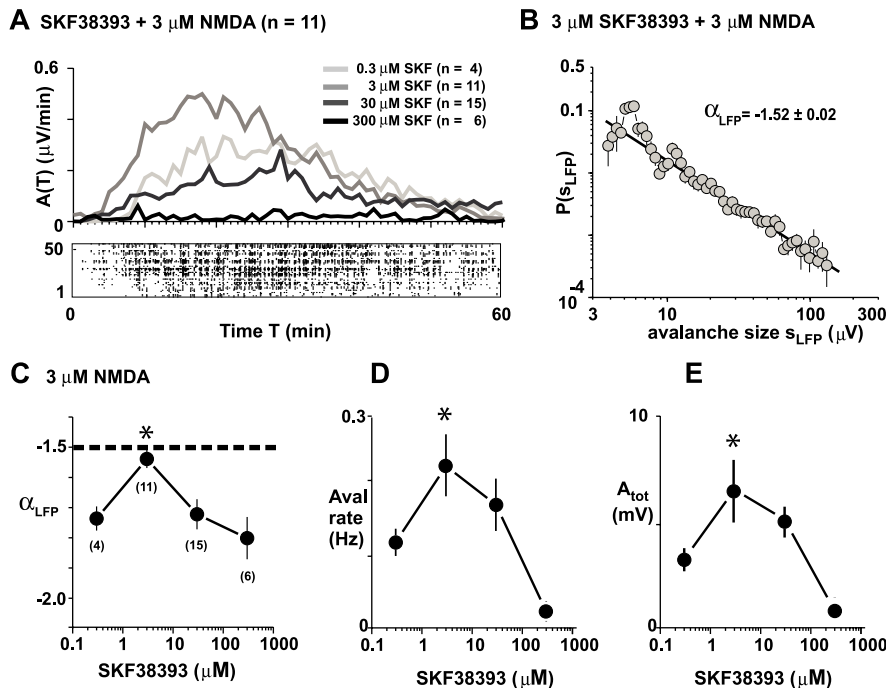 A SKF38393 + 3 μM NMDA (n = 11)
0.6
A(T) (μV/min)
0
0.3 μM SKF (n = 4)
3 μM SKF (n = 11)
30 μM SKF (n = 15)
300 μM SKF (n = 6)
50
1
0
60
Time T (min)
B 3 μM SKF38393 + 3 μM NMDA
0.5
0.1
10-4
P(sLFP)
αLFP= -1.52 ± 0.02
3 10 100 300
avalanche size sLFP (μV)
C 3 μM NMDA
-1.5
αLFP
-2.0
*
(4)
(11)
(15)
(6)
0.1 1 10 100 1000
SKF38393 (μM)
D
0.3
Aval
rate
(Hz)
0
*
0.1 1 10 100 1000
SKF38393 (μM)
E
10
Atot
(mV)
0
*
0.1 1 10 100 1000
SKF38393 (μM)